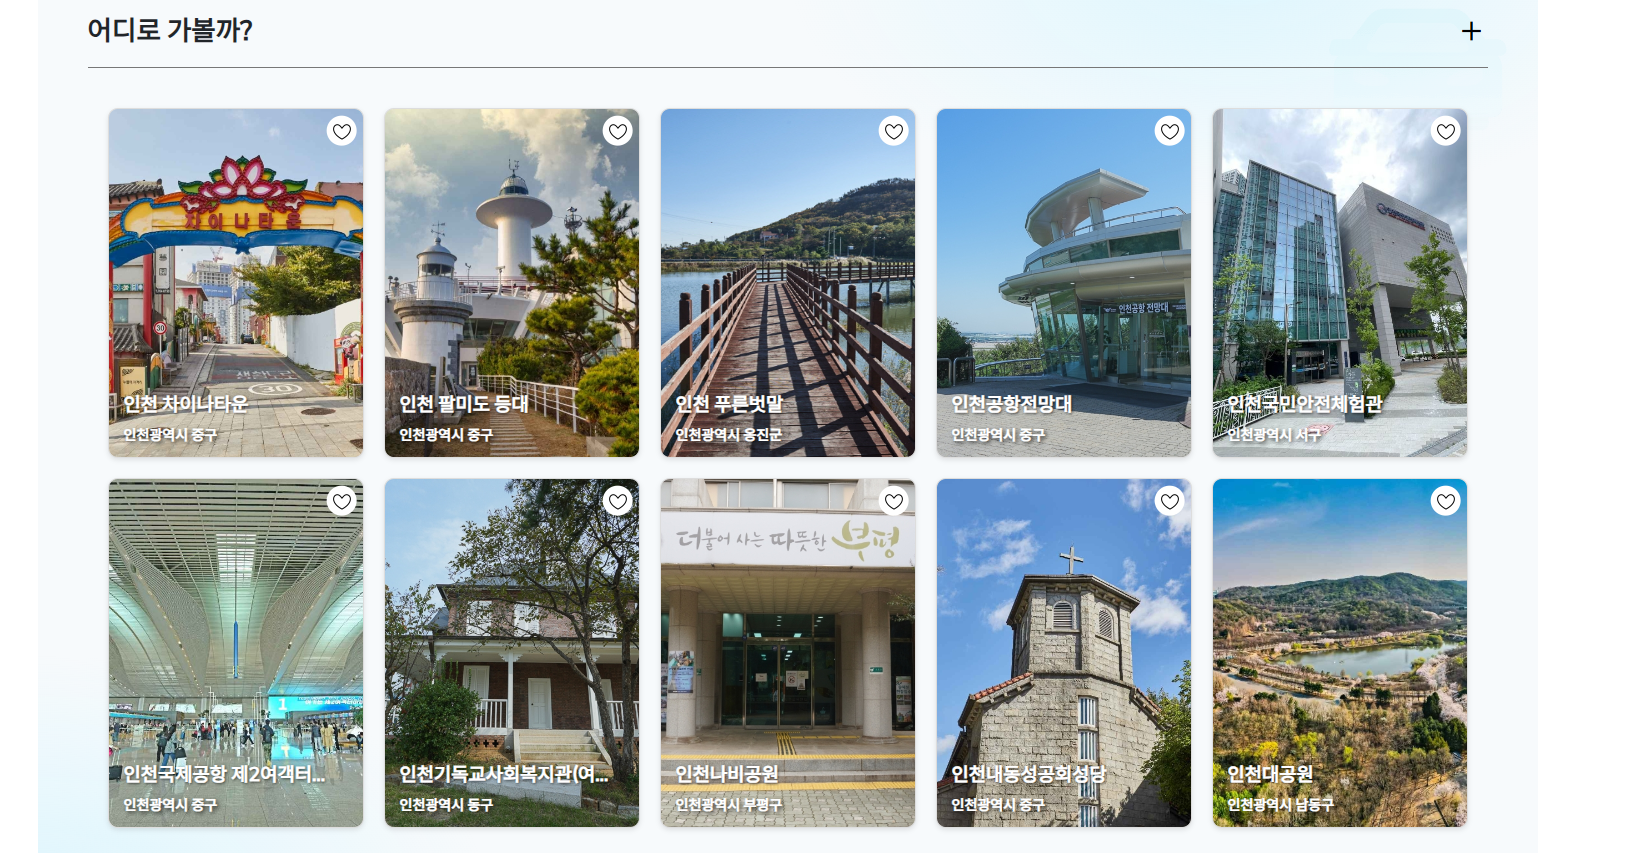 어디로 가볼까?
차이나타운
30
30
인천 차이나타운
인천광역시 중구
인천 팔미도 등대
인천광역시 중구
인천 푸른벗말
인천광역시 옹진군
인천공항 전망대
인천공항전망대
인천광역시 중구
인천국민안전체험관
인천광역시 서구
1
인천국제공항 제2여객터...
인천광역시 중구
인천기독교사회복지관(여...
인천광역시 동구
더불어 사는 따뜻한 부평
인천나비공원
인천광역시 부평구
인천내동성공회성당
인천광역시 중구
인천대공원
인천광역시 남동구